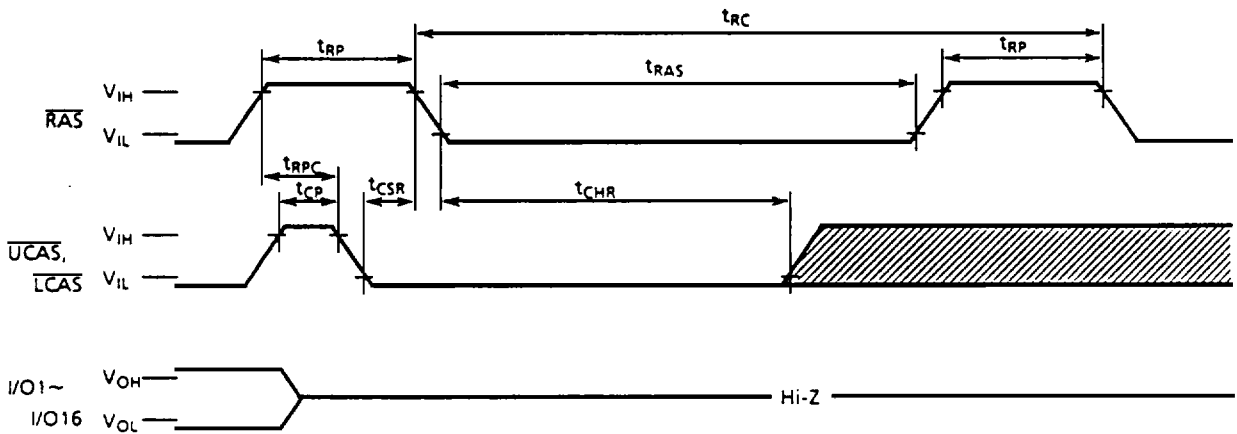 tRC
tRP
tRAS
tRP
VIH
RAS
VIL
tRPC
tCP
tCSR
tCHR
VIH
UCAS,
LCAS
VIL
I/O1~
I/O16
VOH
VOL
Hi-Z